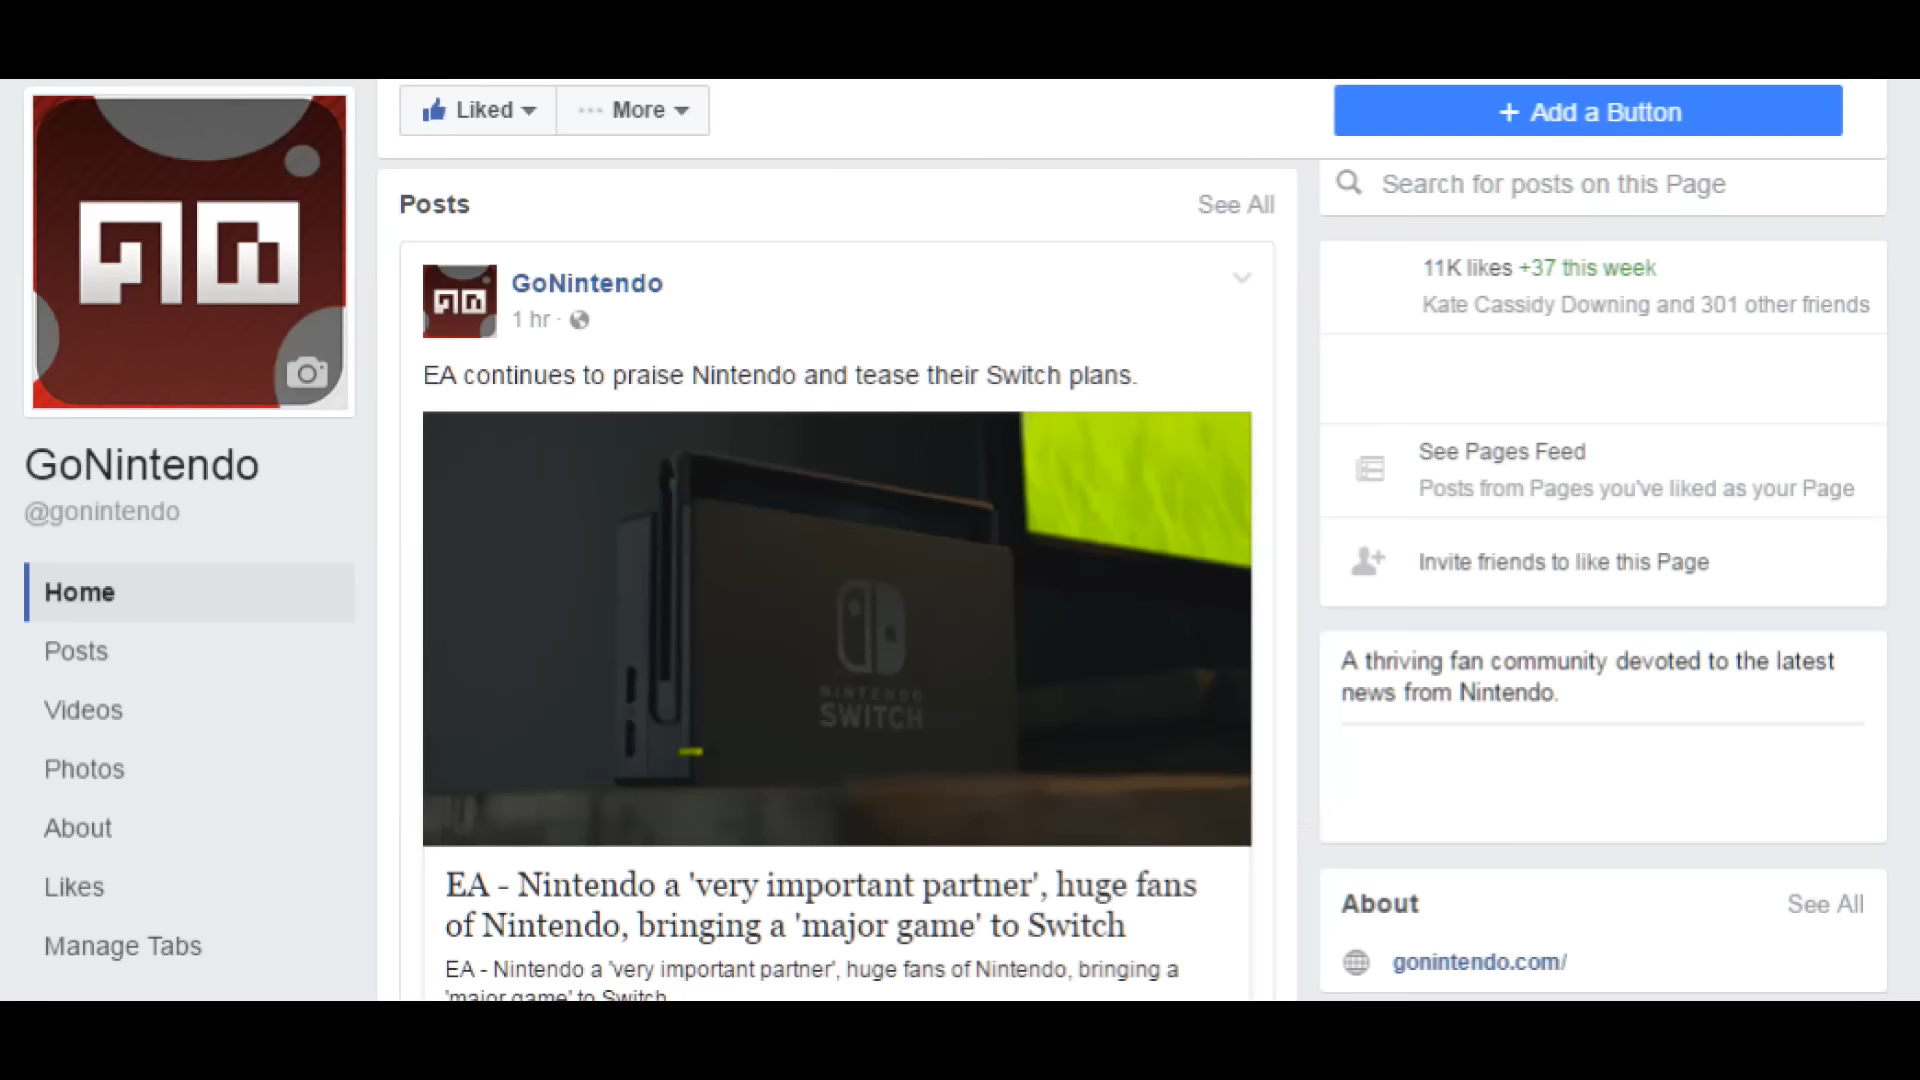 Liked
More
+ Add a Button
GoNintendo
@gonintendo
Home
Posts
Videos
Photos
About
Likes
Manage Tabs
Posts
See All
GoNintendo
1 hr ·
EA continues to praise Nintendo and tease their Switch plans.
NINTENDO
SWITCH
EA - Nintendo a 'very important partner', huge fans
of Nintendo, bringing a 'major game' to Switch
EA - Nintendo a 'very important partner', huge fans of Nintendo, bringing a
'major game' to Switch
Search for posts on this Page
11K likes +37 this week
Kate Cassidy Downing and 301 other friends
See Pages Feed
Posts from Pages you've liked as your Page
Invite friends to like this Page
A thriving fan community devoted to the latest
news from Nintendo.
About
See All
gonintendo.com/